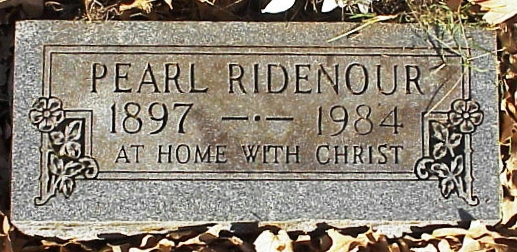 PEARL RIDENOUR
1897 —·— 1984
AT HOME WITH CHRIST